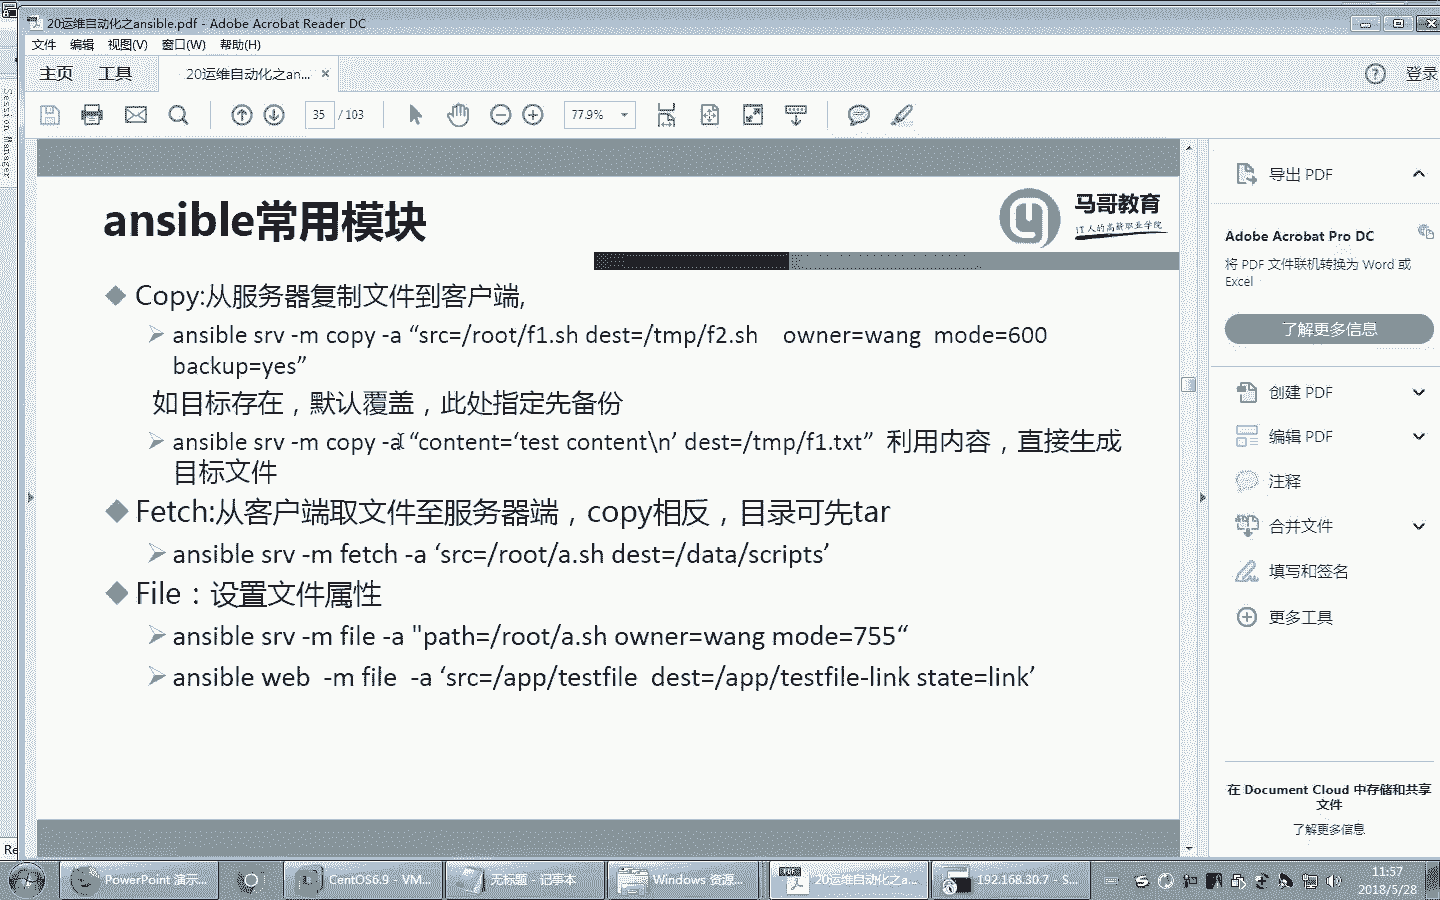 20运维自动化之ansible.pdf - Adobe Acrobat Reader DC
文件 编辑 视图(V) 窗口(W) 帮助(H)
主页 工具 20运维自动化之an... × ? 登录
35 / 103 77.9%
Session Manager
ansible常用模块
马哥教育
IT人的高薪职业学院
Copy:从服务器复制文件到客户端,
ansible srv -m copy -a “src=/root/f1.sh dest=/tmp/f2.sh owner=wang mode=600
backup=yes”
如目标存在，默认覆盖，此处指定先备份
ansible srv -m copy -a “content=‘test content\n’ dest=/tmp/f1.txt” 利用内容，直接生成
目标文件
Fetch:从客户端取文件至服务器端，copy相反，目录可先tar
ansible srv -m fetch -a ‘src=/root/a.sh dest=/data/scripts’
File：设置文件属性
ansible srv -m file -a "path=/root/a.sh owner=wang mode=755“
ansible web -m file -a ‘src=/app/testfile dest=/app/testfile-link state=link’
导出 PDF
Adobe Acrobat Pro DC
将 PDF 文件联机转换为 Word 或
Excel
了解更多信息
创建 PDF
编辑 PDF
注释
合并文件
填写和签名
更多工具
在 Document Cloud 中存储和共享
文件
了解更多信息
Re
PowerPoint 演示... CentOS6.9 - VM... 无标题 - 记事本 Windows 资源... 20运维自动化之a... 192.168.30.7 - S...
11:57
2018/5/28